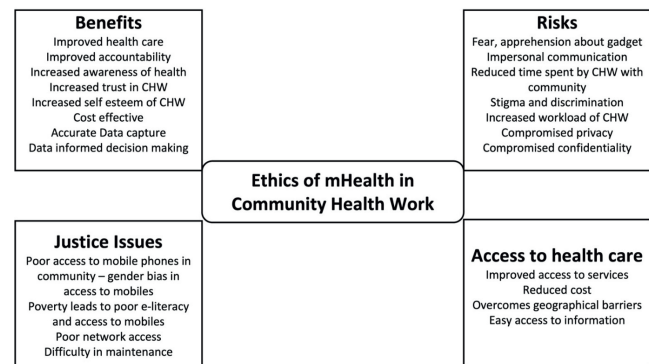 Benefits
Improved health care
Improved accountability
Increased awareness of health
Increased trust in CHW
Increased self esteem of CHW
Cost effective
Accurate Data capture
Data informed decision making
Risks
Fear, apprehension about gadget
Impersonal communication
Reduced time spent by CHW with
community
Stigma and discrimination
Increased workload of CHW
Compromised privacy
Compromised confidentiality
Ethics of mHealth in
Community Health Work
Justice Issues
Poor access to mobile phones in
community – gender bias in
access to mobiles
Poverty leads to poor e-literacy
and access to mobiles
Poor network access
Difficulty in maintenance
Access to health care
Improved access to services
Reduced cost
Overcomes geographical barriers
Easy access to information